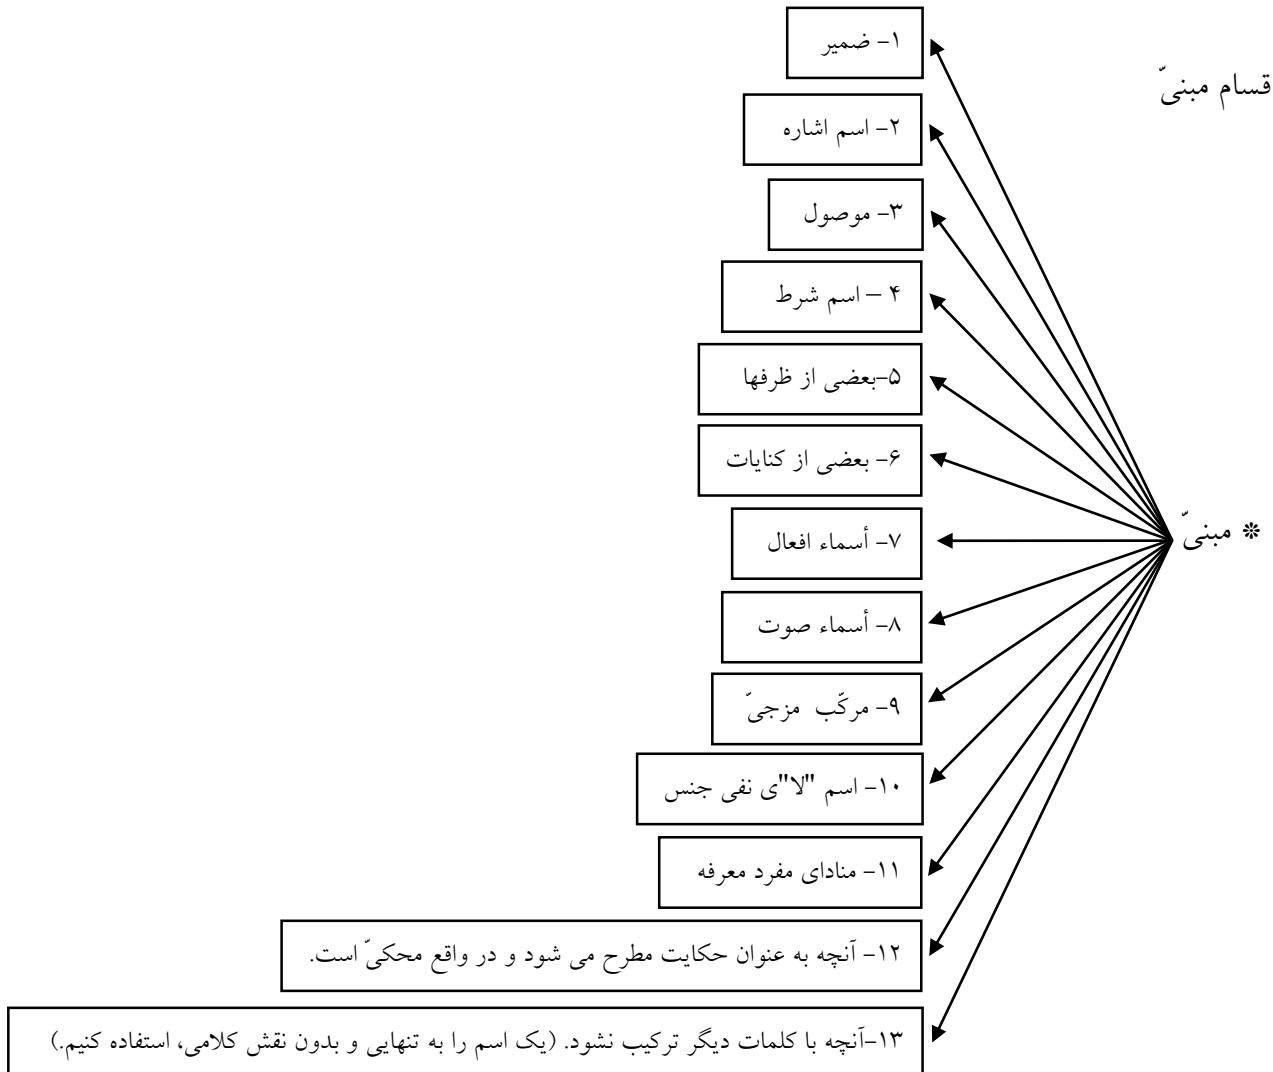 قسام مبنیّ
۱- ضمیر
۲- اسم اشاره
۳- موصول
۴ – اسم شرط
۵-بعضی از ظرفها
۶- بعضی از کنایات
* مبنیّ
۷- أسماء افعال
۸- أسماء صوت
۹- مرکّب مزجیّ
۱۰- اسم "لا"ی نفی جنس
۱۱- منادای مفرد معرفه
۱۲- آنچه به عنوان حکایت مطرح می شود و در واقع محکیّ است.
۱۳-آنچه با کلمات دیگر ترکیب نشود. (یک اسم را به تنهایی و بدون نقش کلامی، استفاده کنیم.)